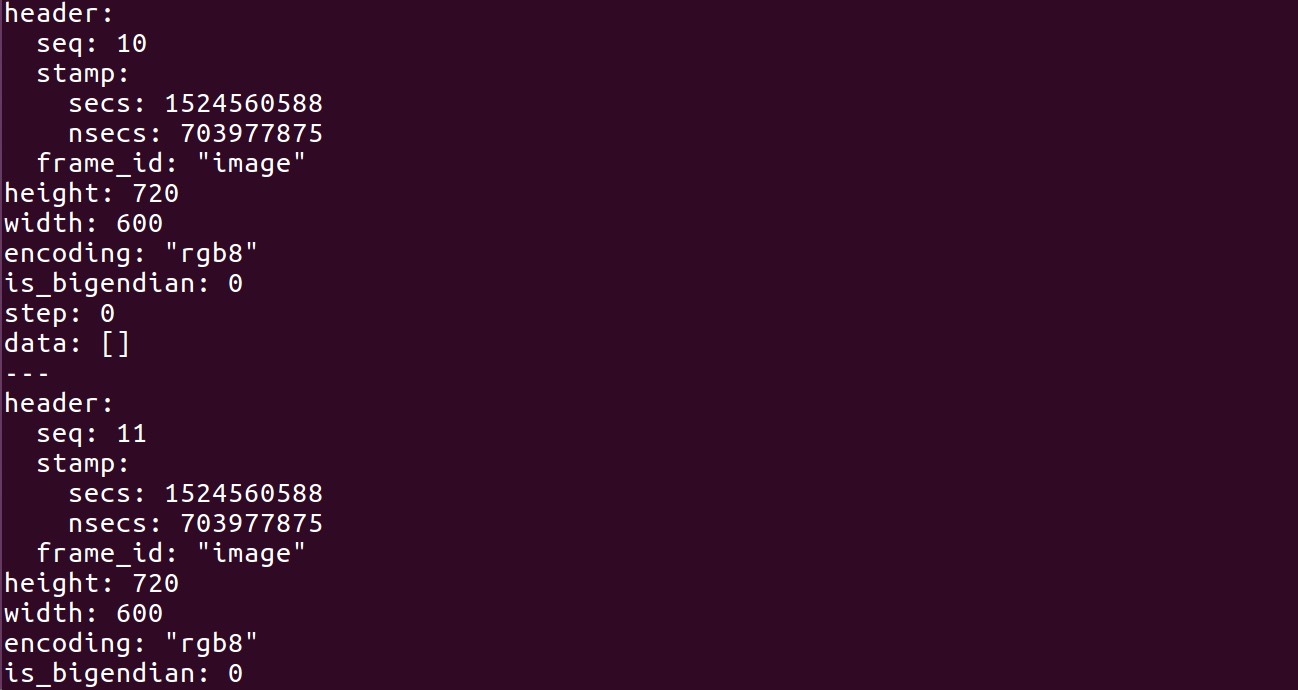 header:
  seq: 10
  stamp:
    secs: 1524560588
    nsecs: 703977875
  frame_id: "image"
height: 720
width: 600
encoding: "rgb8"
is_bigendian: 0
step: 0
data: []
---
header:
  seq: 11
  stamp:
    secs: 1524560588
    nsecs: 703977875
  frame_id: "image"
height: 720
width: 600
encoding: "rgb8"
is_bigendian: 0